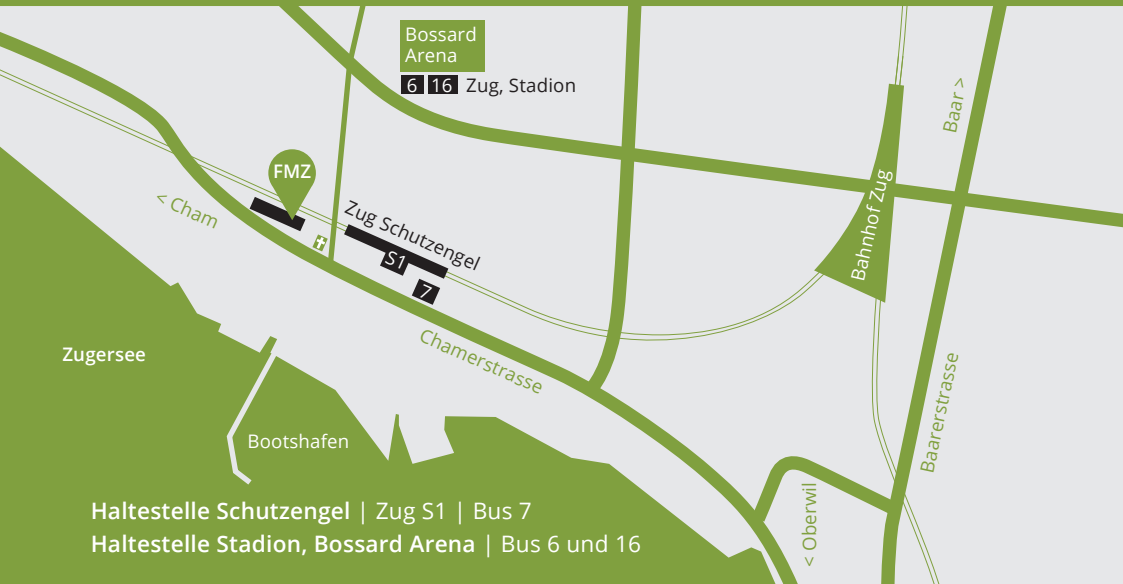 Bossard
Arena
6 16 Zug, Stadion
Baar >
FMZ
< Cham
Zug Schutzengel
S1
7
Bahnhof Zug
Chamerstrasse
Zugersee
Baarerstrasse
Bootshafen
< Oberwil
Haltestelle Schutzengel | Zug S1 | Bus 7
Haltestelle Stadion, Bossard Arena | Bus 6 und 16